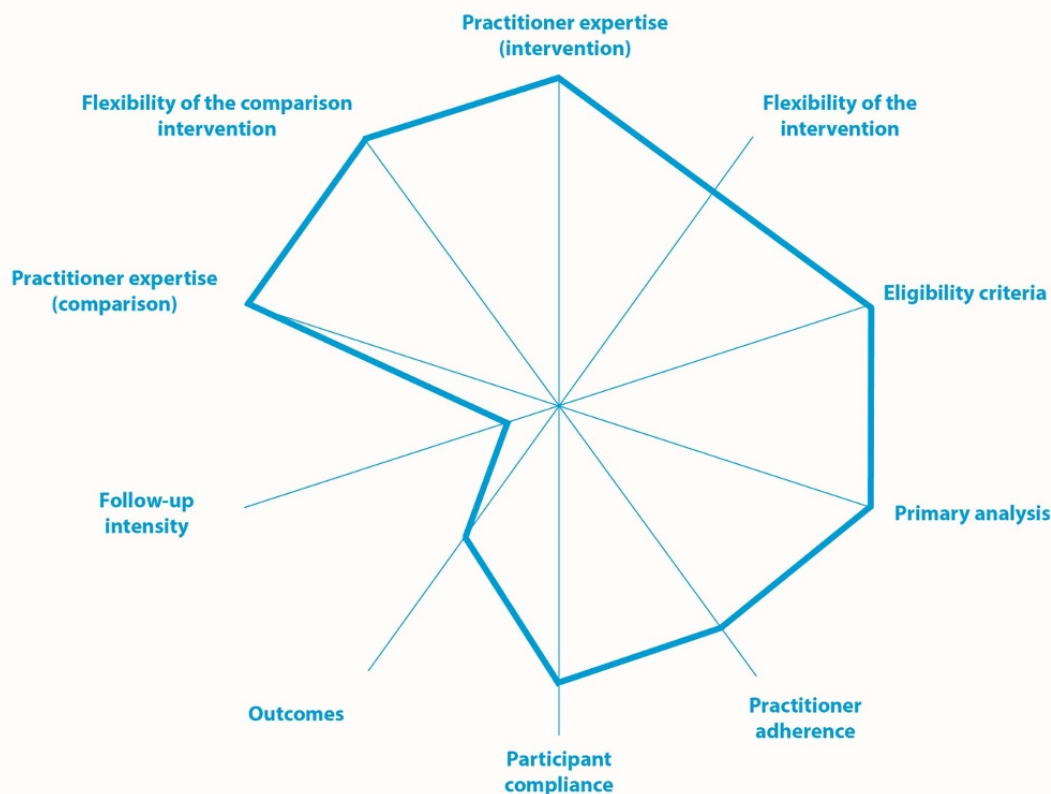 Practitioner expertise
(intervention)
Flexibility of the comparison
intervention
Flexibility of the
intervention
Practitioner expertise
(comparison)
Eligibility criteria
Follow-up
intensity
Primary analysis
Outcomes
Practitioner
adherence
Participant
compliance